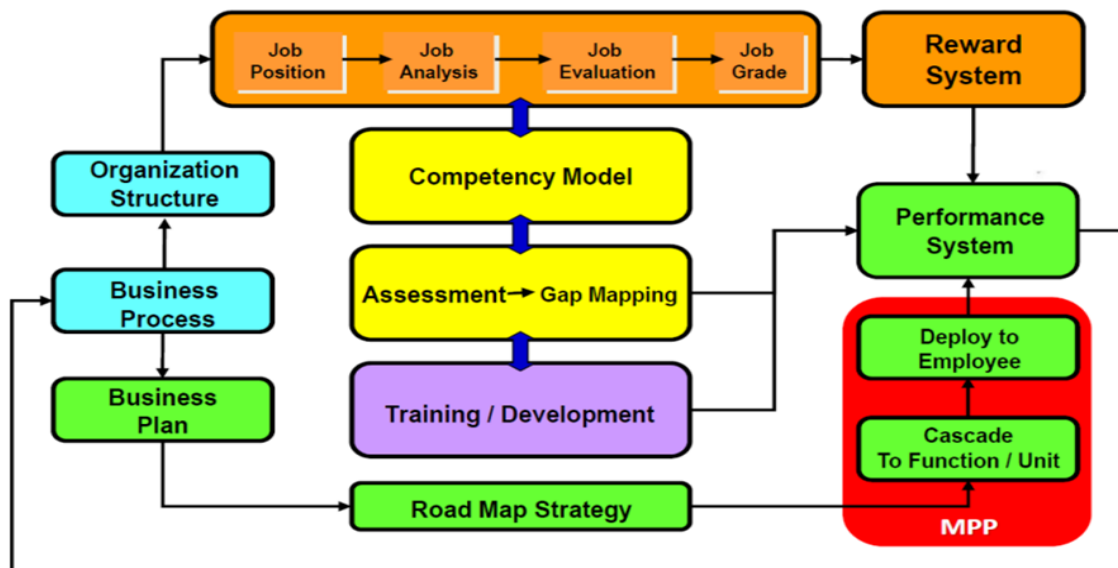 Job
Position
Job
Analysis
Job
Evaluation
Job
Grade
Reward
System
Organization
Structure
Competency Model
Performance
System
Business
Process
Assessment
Gap Mapping
Deploy to
Employee
Business
Plan
Training / Development
Cascade
To Function / Unit
Road Map Strategy
MPP